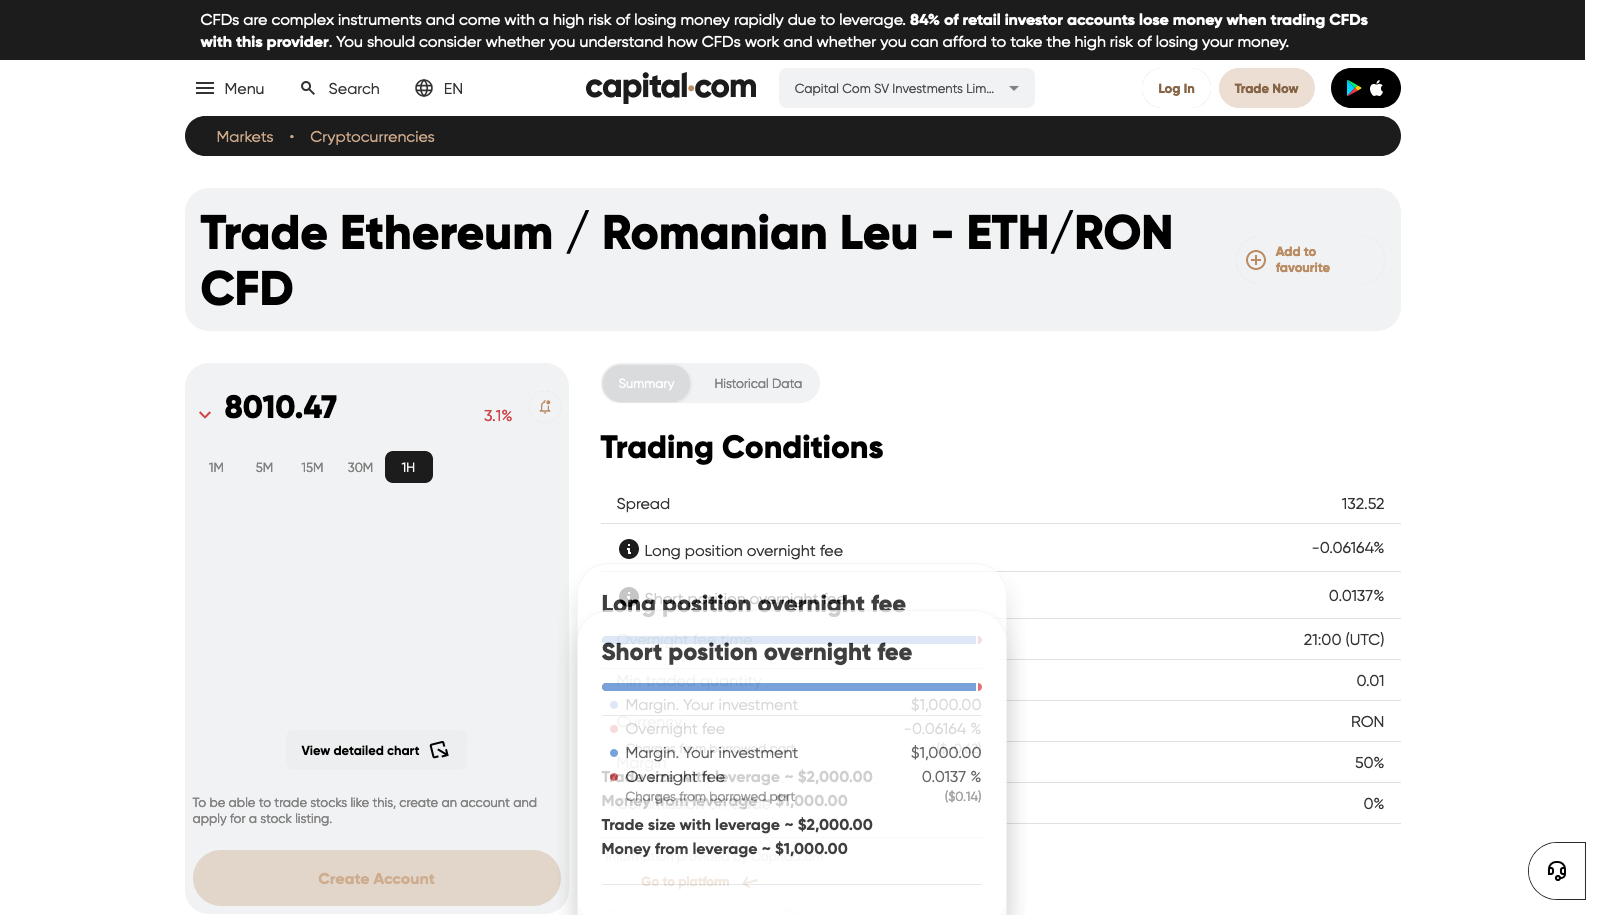 CFDs are complex instruments and come with a high risk of losing money rapidly due to leverage. 84% of retail investor accounts lose money when trading CFDs
with this provider. You should consider whether you understand how CFDs work and whether you can afford to take the high risk of losing your money.
Menu
Search
EN
capital.com
Capital Com SV Investments Lim...
Log In
Trade Now
Markets • Cryptocurrencies
Trade Ethereum / Romanian Leu - ETH/RON
CFD
Add to
favourite
8010.47
3.1%
1M
5M
15M
30M
1H
View detailed chart
To be able to trade stocks like this, create an account and
apply for a stock listing.
Create Account
Summary
Historical Data
Trading Conditions
Spread 132.52
Long position overnight fee -0.06164%
Short position overnight fee 0.0137%
Overnight fee time 21:00 (UTC)
Min traded quantity 0.01
Currency RON
Margin 50%
0%
Long position overnight fee
Margin. Your investment $1,000.00
Overnight fee -0.06164 %
Trade size with leverage ~ $2,000.00
Money from leverage ~ $1,000.00
Short position overnight fee
Margin. Your investment $1,000.00
Overnight fee 0.0137 %
Charges from borrowed part ($0.14)
Trade size with leverage ~ $2,000.00
Money from leverage ~ $1,000.00
Go to platform